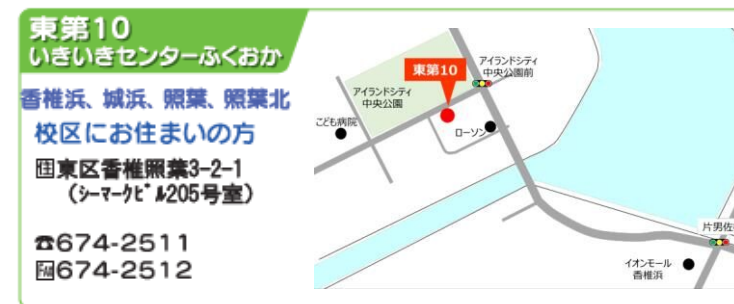 東第10
いきいきセンターふくおか
香椎浜、城浜、照葉、照葉北
校区にお住まいの方
住東区香椎照葉3-2-1
(シーマークビル205号室)
☎674-2511
FAX674-2512
東第10
アイランドシティ
中央公園前
アイランドシティ
中央公園
こども病院
ローソン
片男佐
イオンモール
香椎浜